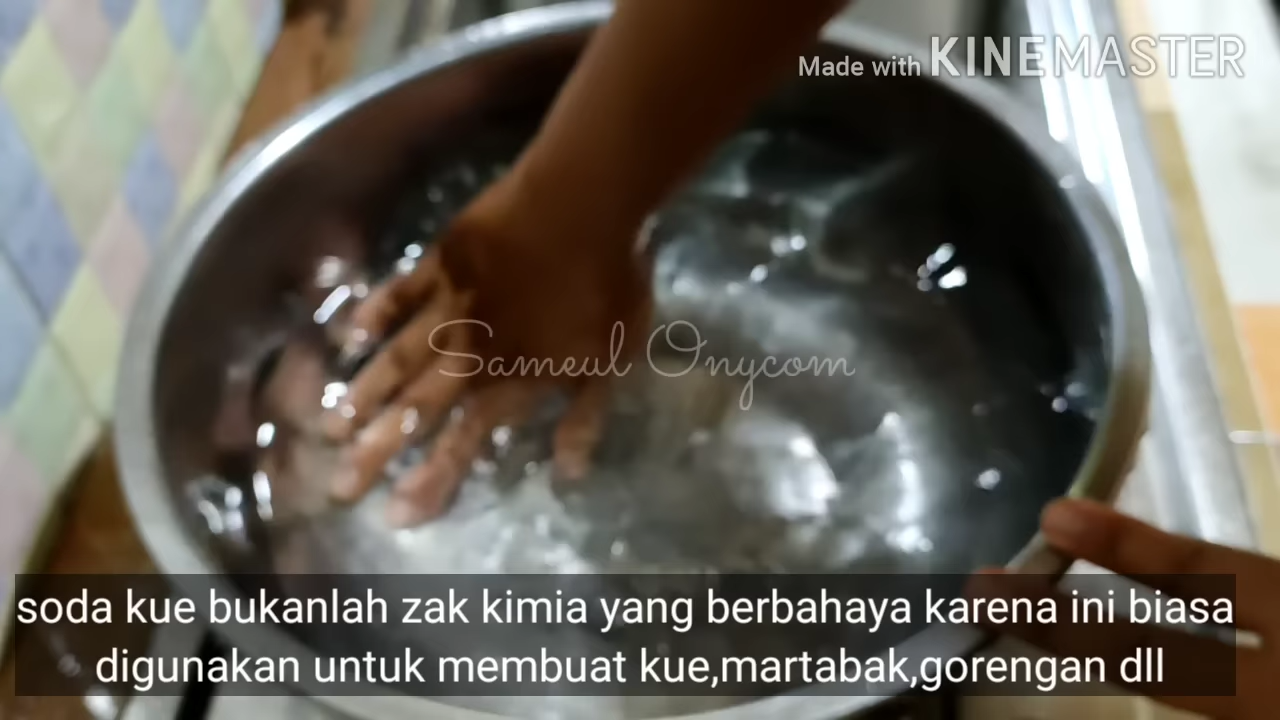 Made with KINEMASTER
Sameul Onycom
soda kue bukanlah zak kimia yang berbahaya karena ini biasa
digunakan untuk membuat kue,martabak,gorengan dll